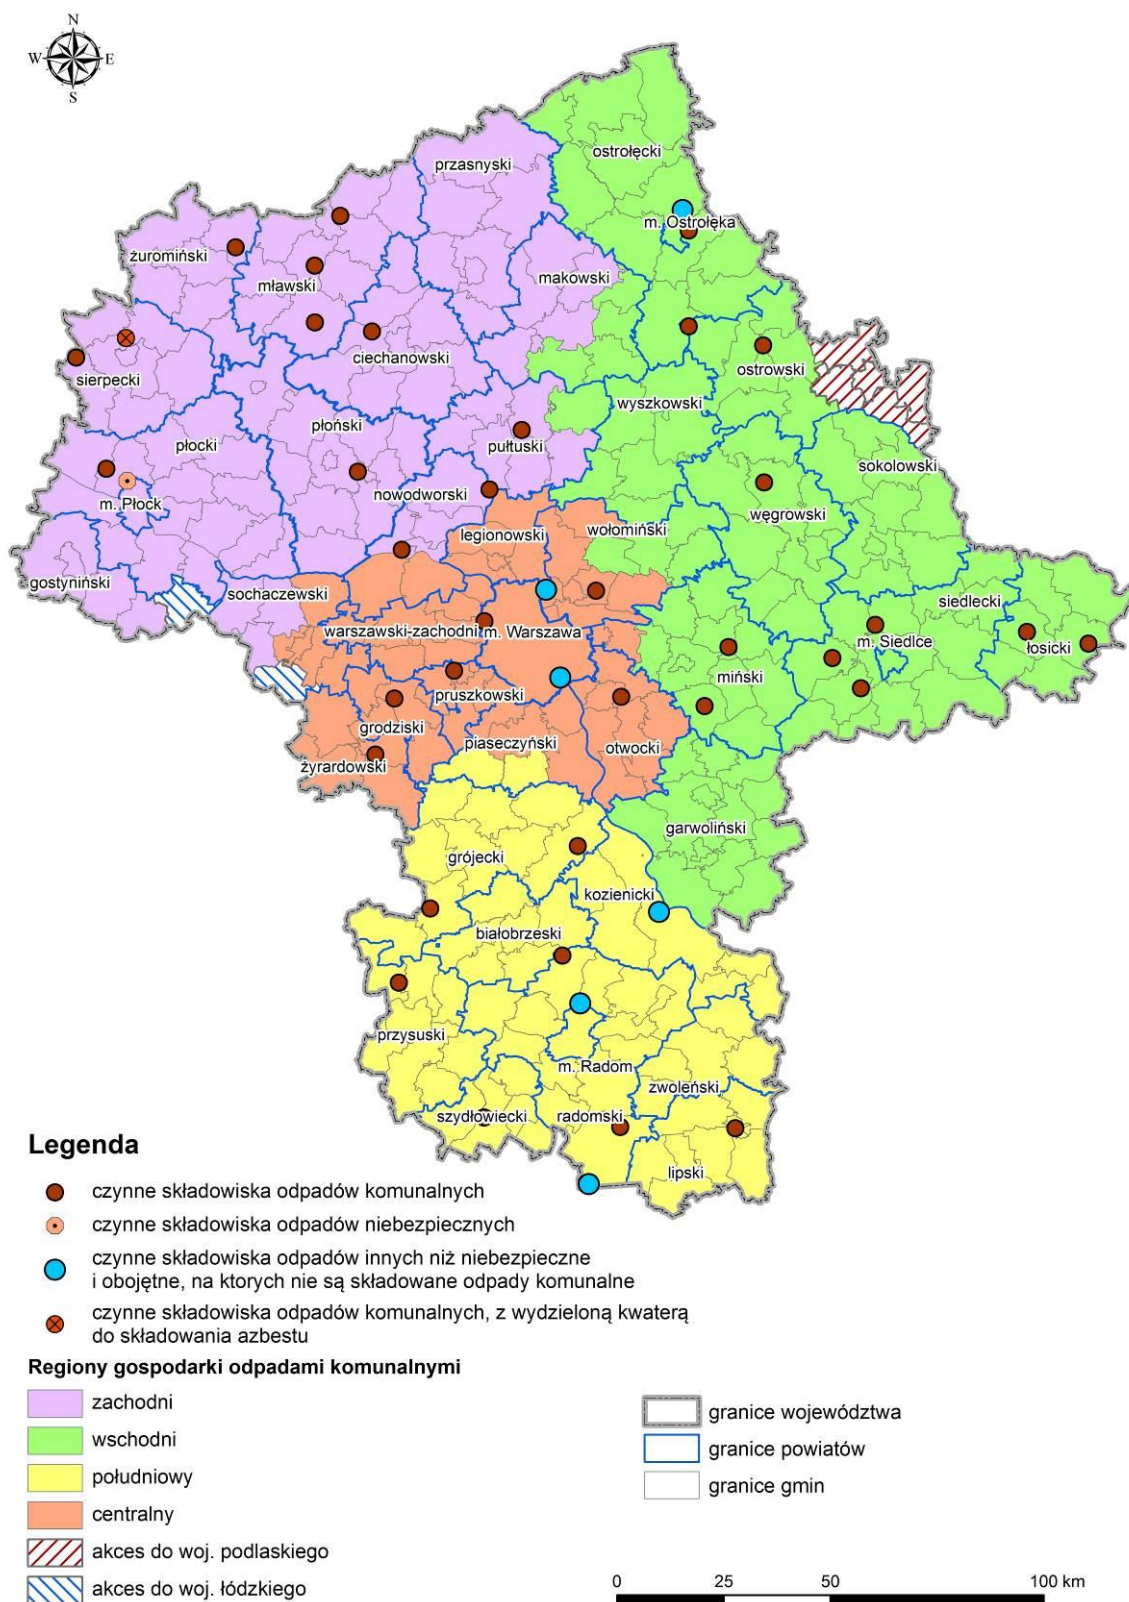 N
W E
S
ostrołęcki
przasnyski
m. Ostrołęka
żuromiński
makowski
mławski
ciechanowski
ostrowski
sierpecki
wyszkowski
płoński
płocki
pułtuski
sokolowski
nowodworski
m. Płock
węgrowski
legionowski
wołomiński
gostyniński
sochaczewski
siedlecki
warszawski-zachodni
m. Warszawa
m. Siedlce
łosicki
miński
pruszkowski
grodziski
piaseczyński
otwocki
żyrardowski
garwoliński
grójecki
kozienicki
białobrzeski
przysuski
m. Radom
zwoleński
szydłowiecki
radomski
lipski
Legenda
czynne składowiska odpadów komunalnych
czynne składowiska odpadów niebezpiecznych
czynne składowiska odpadów innych niż niebezpieczne
i obojętne, na ktorych nie są składowane odpady komunalne
czynne składowiska odpadów komunalnych, z wydzieloną kwaterą
do składowania azbestu
Regiony gospodarki odpadami komunalnymi
zachodni
wschodni
południowy
centralny
akces do woj. podlaskiego
akces do woj. łódzkiego
granice województwa
granice powiatów
granice gmin
0 25 50 100 km